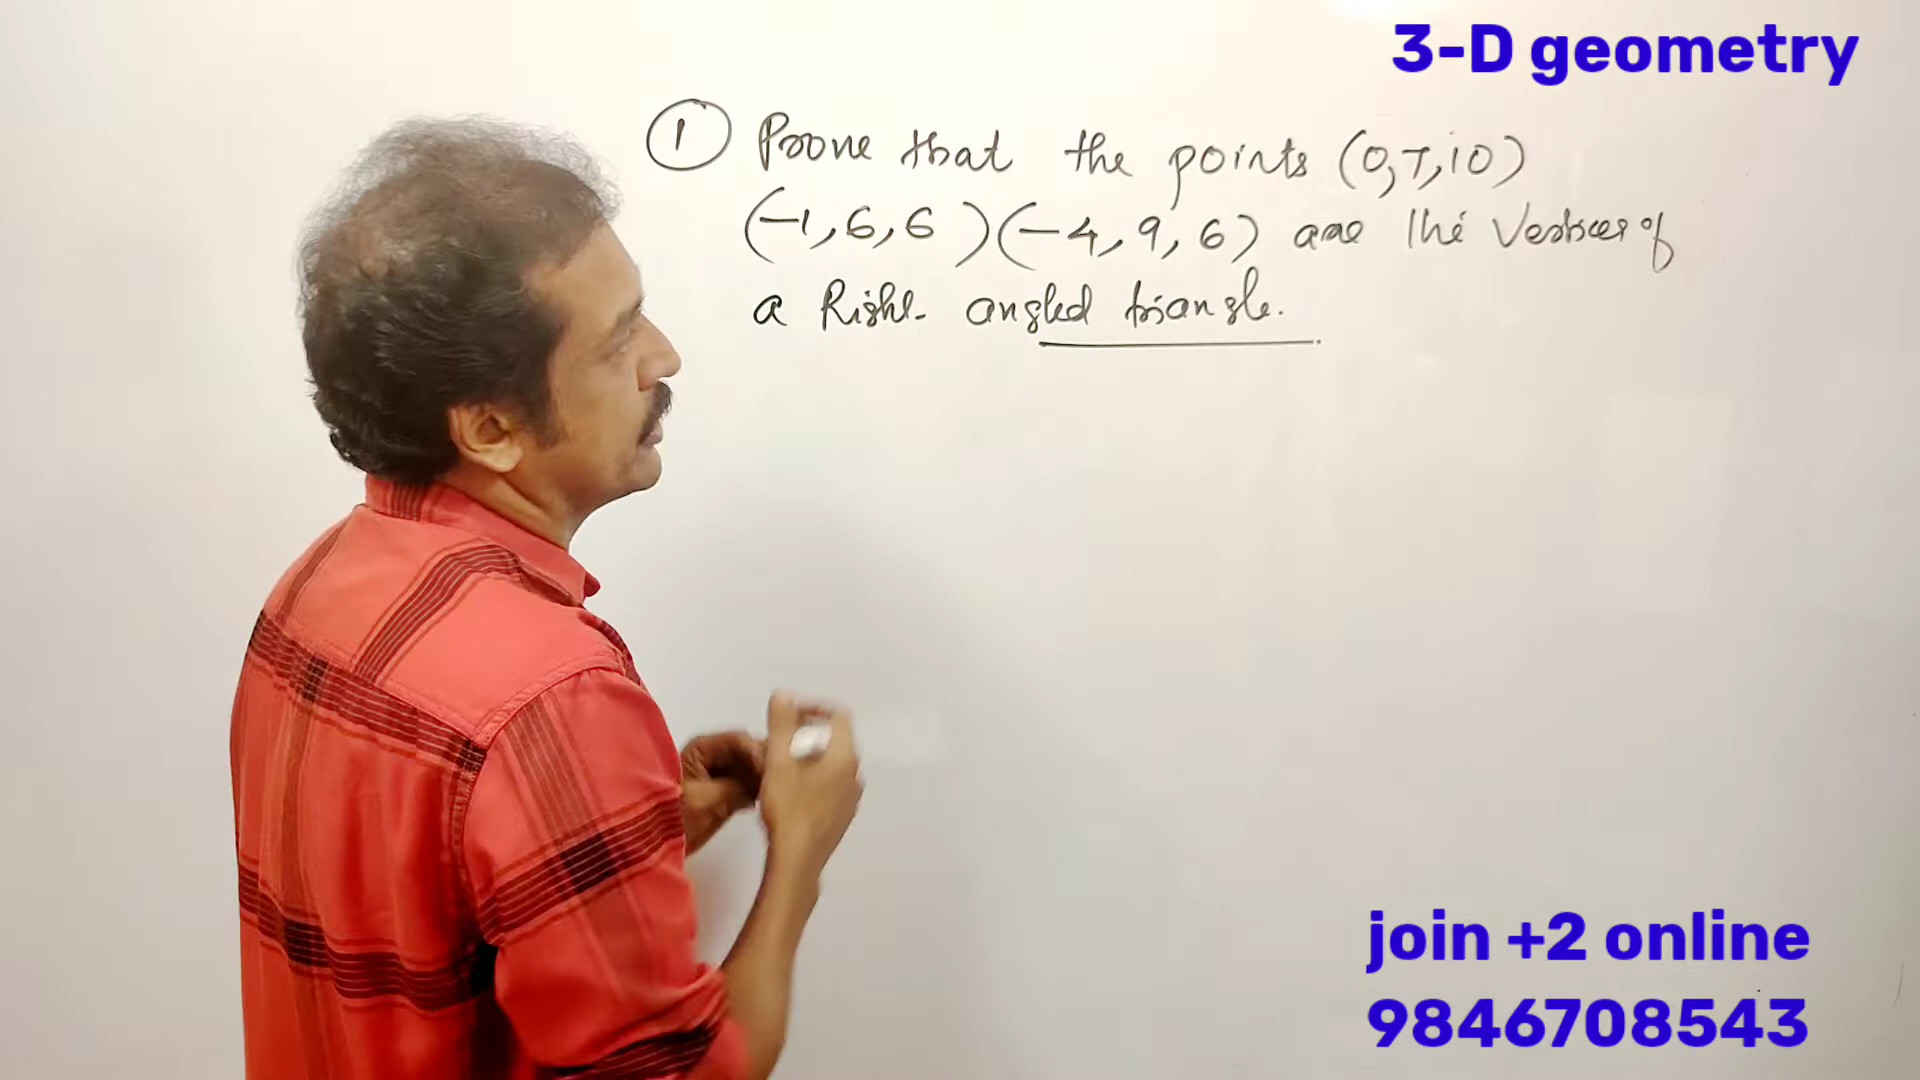 3-D geometry
① Prove that the points (0,7,10)
(-1,6,6)(-4,9,6) are the vertices of
a Right- angled triangle.
join +2 online
9846708543